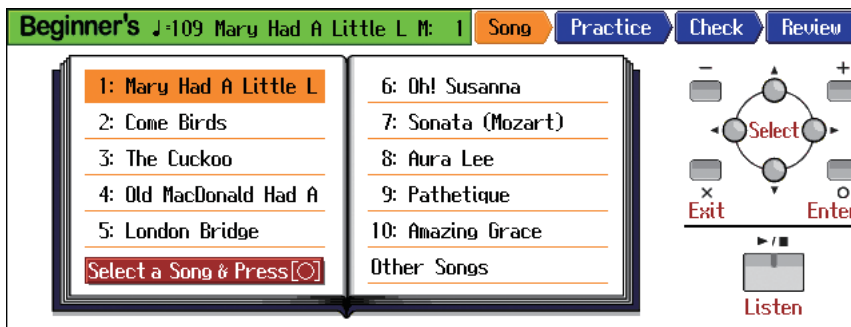 Beginner's ♩=109 Mary Had A Little L M: 1 Song Practice Check Review
1: Mary Had A Little L
2: Come Birds
3: The Cuckoo
4: Old MacDonald Had A
5: London Bridge
Select a Song & Press[○]
6: Oh! Susanna
7: Sonata (Mozart)
8: Aura Lee
9: Pathetique
10: Amazing Grace
Other Songs
− +
Select
× ○
Exit Enter
►/■
Listen